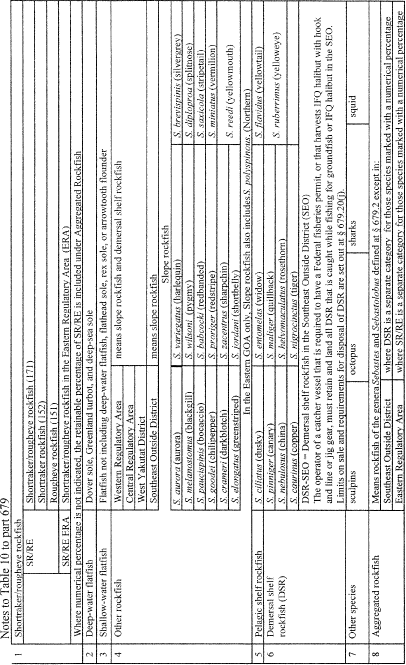 Notes to Table 10 to part 679
1 Shortraker/rougheye rockfish
SR/RE
Shortraker/rougheye rockfish (171)
Shortraker rockfish (152)
Rougheye rockfish (151)
SR/RE ERA
Shortraker/rougheye rockfish in the Eastern Regulatory Area (ERA)
Where numerical percentage is not indicated, the retainable percentage of SR/RE is included under Aggregated Rockfish
2 Deep-water flatfish
Dover sole, Greenland turbot, and deep-sea sole
3 Shallow-water flatfish
Flatfish not including deep-water flatfish, flathead sole, rex sole, or arrowtooth flounder
4 Other rockfish
Western Regulatory Area
Central Regulatory Area
West Yakutat District
means slope rockfish and demersal shelf rockfish
Southeast Outside District
means slope rockfish
Slope rockfish
S. aurora (aurora) S. variegatus (harlequin) S. brevispinis (silvergrey)
S. melanostomus (blackgill) S. wilsoni (pygmy) S. diploproa (splitnose)
S. paucispinis (bocaccio) S. babcocki (redbanded) S. saxicola (stripetail)
S. goodei (chilipepper) S. proriger (redstripe) S. miniatus (vermilion)
S. crameri (darkblotch) S. zacentrus (sharpchin)
S. reedi (yellowmouth)
S. elongatus (greenstriped) S. jordani (shortbelly)
In the Eastern GOA only, Slope rockfish also includes S. polyspinous. (Northern)
5 Pelagic shelf rockfish
S. ciliatus (dusky) S. entomelas (widow) S. flavidus (yellowtail)
6 Demersal shelf
rockfish (DSR)
S. pinniger (canary) S. maliger (quillback) S. ruberrimus (yelloweye)
S. nebulosus (china) S. helvomaculatus (rosethorn)
S. caurinus (copper) S. nigrocinctus (tiger)
DSR-SEO = Demersal shelf rockfish in the Southeast Outside District (SEO)
The operator of a catcher vessel that is required to have a Federal fisheries permit, or that harvests IFQ halibut with hook
and line or jig gear, must retain and land all DSR that is caught while fishing for groundfish or IFQ halibut in the SEO.
Limits on sale and requirements for disposal of DSR are set out at § 679.20(j).
7 Other species
sculpins octopus sharks squid
8 Aggregated rockfish
Means rockfish of the genera Sebastes and Sebastolobus defined at § 679.2 except in:
Southeast Outside District
where DSR is a separate category for those species marked with a numerical percentage
Eastern Regulatory Area
where SR/RE is a separate category for those species marked with a numerical percentage